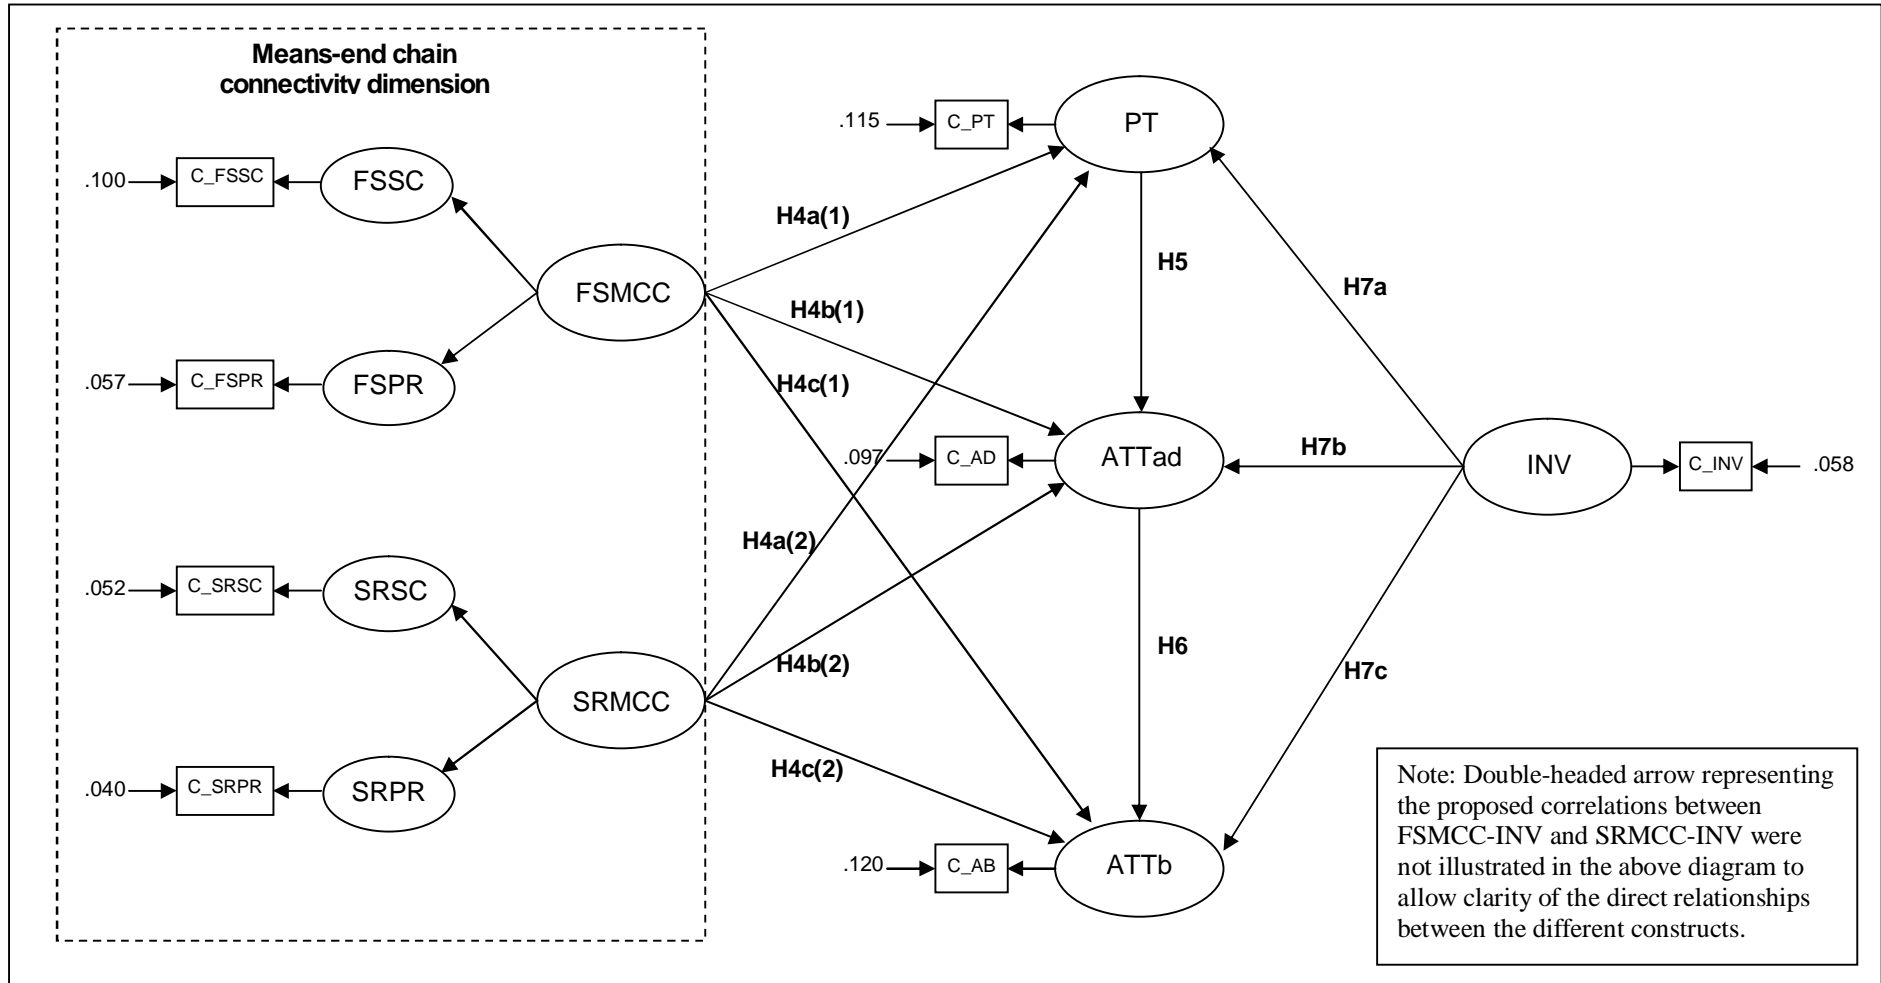 Means-end chain
connectivity dimension
.115
C_PT
PT
.100
C_FSSC
FSSC
H4a(1)
H5
H7a
FSMCC
H4b(1)
.057
C_FSPR
FSPR
H4c(1)
.097
C_AD
ATTad
H7b
INV
C_INV
.058
H4a(2)
.052
C_SRSC
SRSC
H4b(2)
H6
H7c
SRMCC
H4c(2)
.040
C_SRPR
SRPR
.120
C_AB
ATTb
Note: Double-headed arrow representing
the proposed correlations between
FSMCC-INV and SRMCC-INV were
not illustrated in the above diagram to
allow clarity of the direct relationships
between the different constructs.